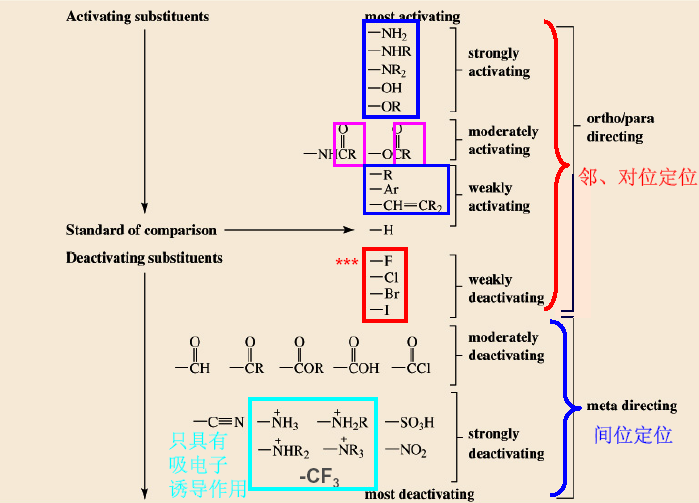 Activating substituents
most activating
—NH2
—NHR
—NR2
—OH
—OR
strongly
activating
O
—NHCR
O
—OCR
moderately
activating
—R
—Ar
—CH=CR2
weakly
activating
ortho/para
directing
邻、对位定位
Standard of comparison
—H
Deactivating substituents
***
—F
—Cl
—Br
—I
weakly
deactivating
O
—CH
O
—CR
O
—COR
O
—COH
O
—CCl
moderately
deactivating
—C≡N
+
—NH3
+
—NH2R
—SO3H
+
—NHR2
+
—NR3
—NO2
-CF3
strongly
deactivating
只具有
吸电子
诱导作用
meta directing
间位定位
most deactivating